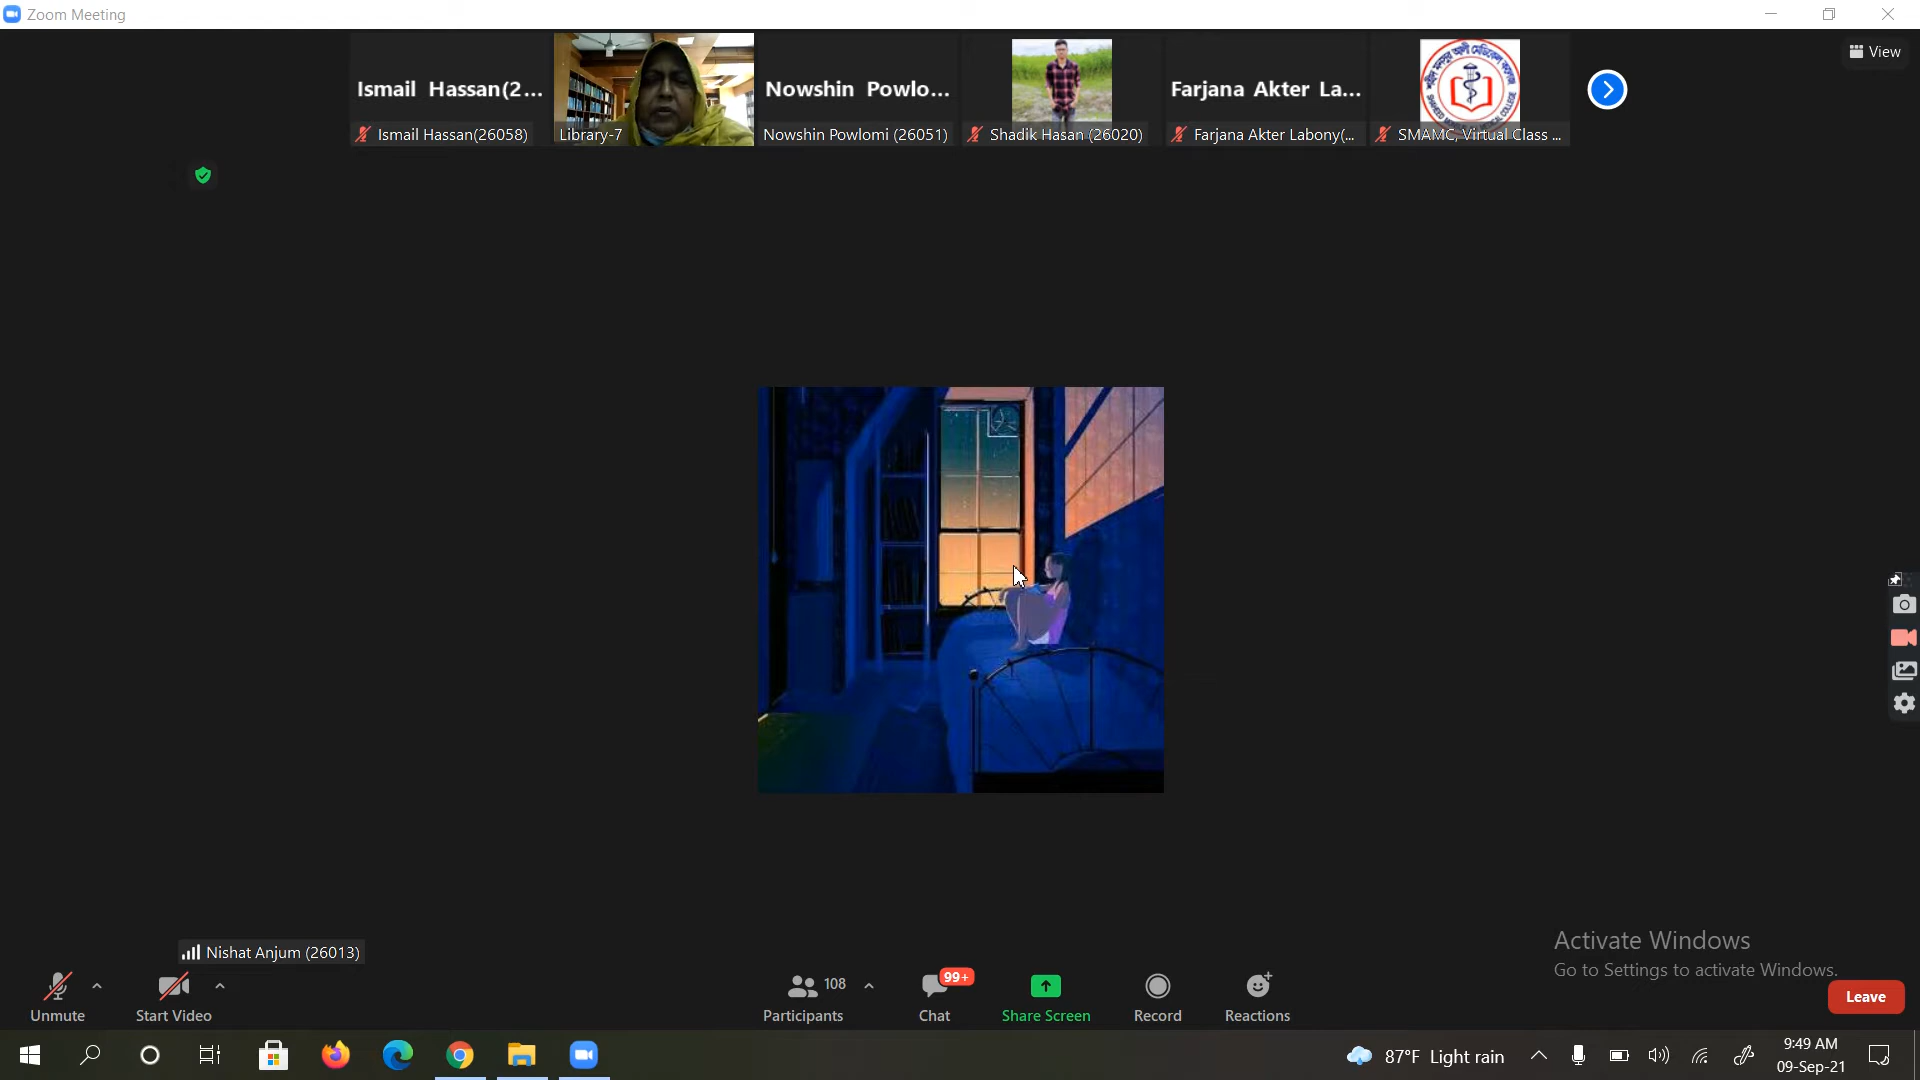 Zoom Meeting
View
Ismail Hassan(2...
Nowshin Powlo...
Farjana Akter La...
Ismail Hassan(26058)
Library-7
Nowshin Powlomi (26051)
Shadik Hasan (26020)
Farjana Akter Labony(...
SMAMC, Virtual Class ...
Nishat Anjum (26013)
Activate Windows
Go to Settings to activate Windows.
Unmute
Start Video
108
Participants
99+
Chat
Share Screen
Record
Reactions
Leave
87°F Light rain
9:49 AM
09-Sep-21